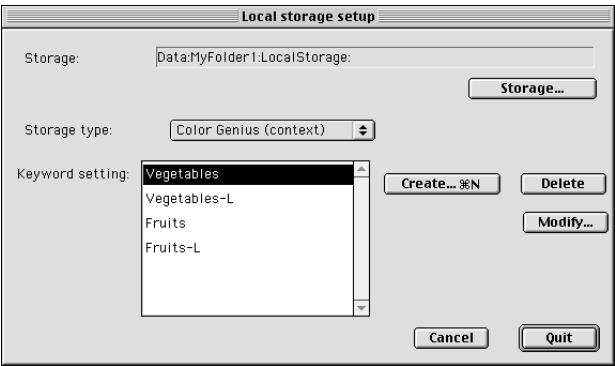 Local storage setup
Storage: Data:MyFolder1:LocalStorage:
Storage...
Storage type: Color Genius (context)
Keyword setting: Vegetables
Create... ⌘N Delete
Vegetables-L
Fruits
Modify...
Fruits-L
Cancel Quit